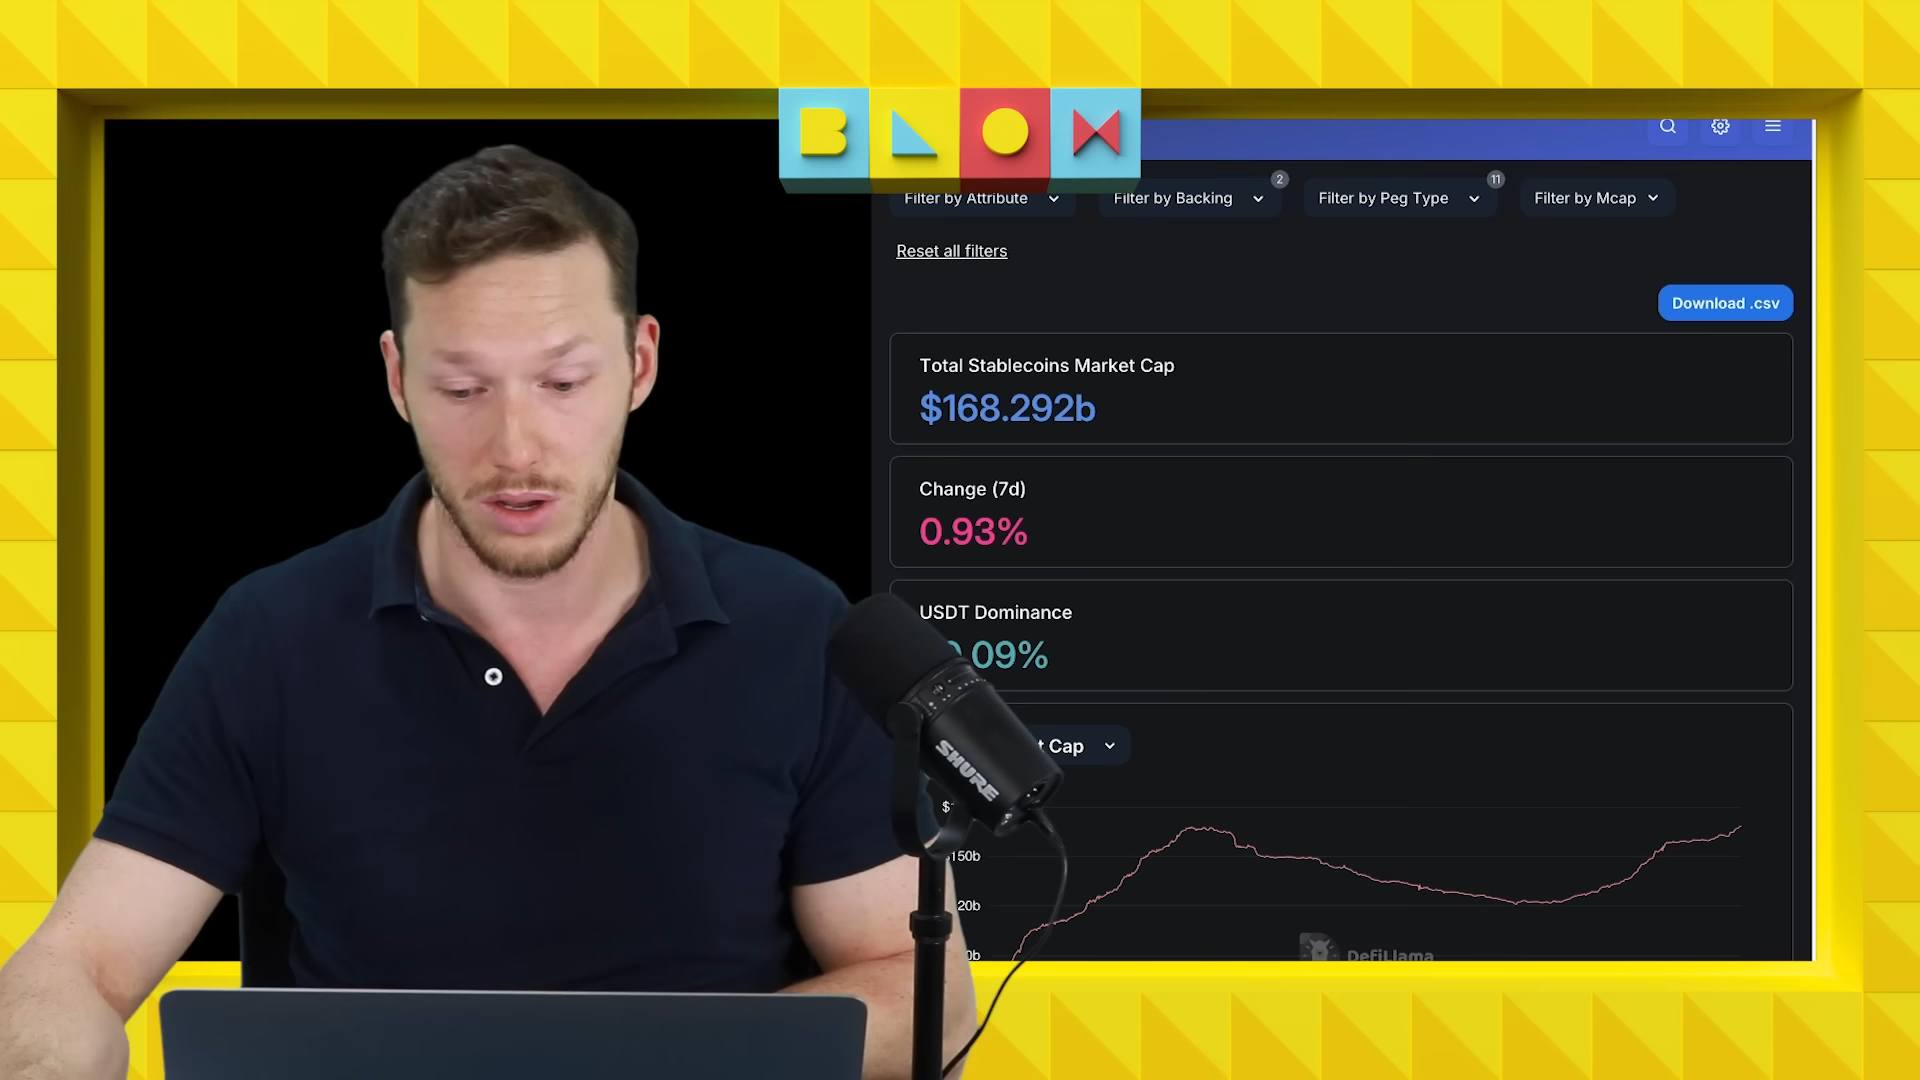 BLOX
Filter by Attribute
Filter by Backing
2
Filter by Peg Type
11
Filter by Mcap
Reset all filters
Download .csv
Total Stablecoins Market Cap
$168.292b
Change (7d)
0.93%
USDT Dominance
.09%
Cap
150b
20b
0b
DefiLlama
SHURE